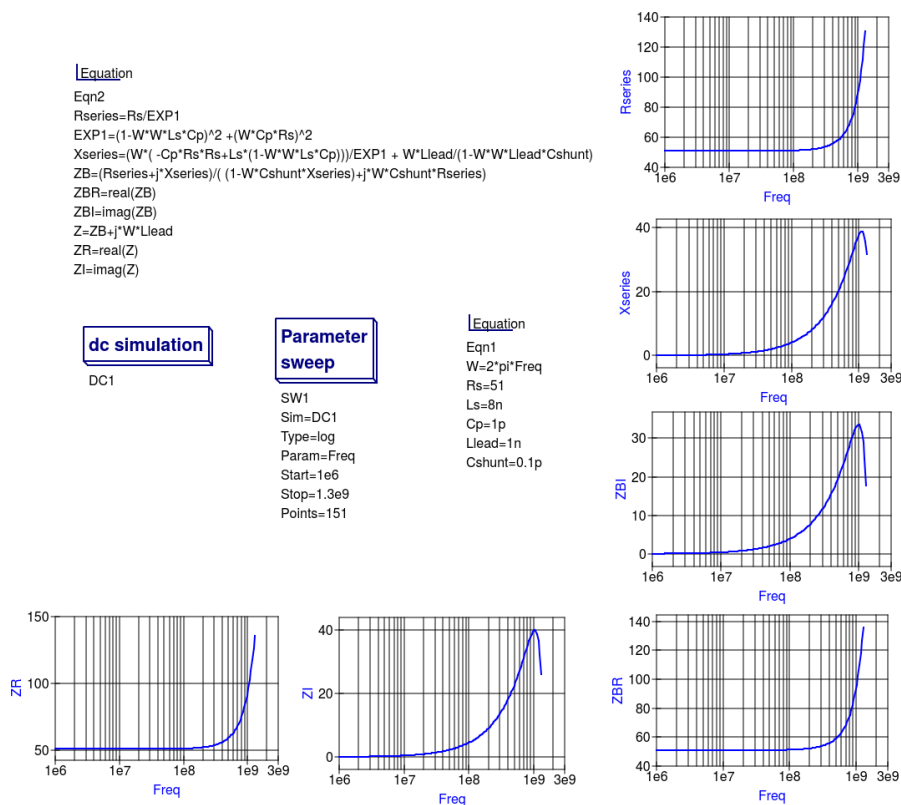 Equation
Eqn2
Rseries=Rs/EXP1
EXP1=(1-W*W*Ls*Cp)^2 +(W*Cp*Rs)^2
Xseries=(W*( -Cp*Rs*Rs+Ls*(1-W*W*Ls*Cp)))/EXP1 + W*Llead/(1-W*W*Llead*Cshunt)
ZB=(Rseries+j*Xseries)/( (1-W*Cshunt*Xseries)+j*W*Cshunt*Rseries)
ZBR=real(ZB)
ZBI=imag(ZB)
Z=ZB+j*W*Llead
ZR=real(Z)
ZI=imag(Z)
dc simulation
DC1
Parameter
sweep
SW1
Sim=DC1
Type=log
Param=Freq
Start=1e6
Stop=1.3e9
Points=151
Equation
Eqn1
W=2*pi*Freq
Rs=51
Ls=8n
Cp=1p
Llead=1n
Cshunt=0.1p
140
120
100
80
60
40
Rseries
1e6 1e7 1e8 1e9 3e9
Freq
40
20
0
Xseries
1e6 1e7 1e8 1e9 3e9
Freq
30
20
10
0
ZBI
1e6 1e7 1e8 1e9 3e9
Freq
150
100
50
ZR
1e6 1e7 1e8 1e9 3e9
Freq
40
20
0
ZI
1e6 1e7 1e8 1e9 3e9
Freq
140
120
100
80
60
40
ZBR
1e6 1e7 1e8 1e9 3e9
Freq